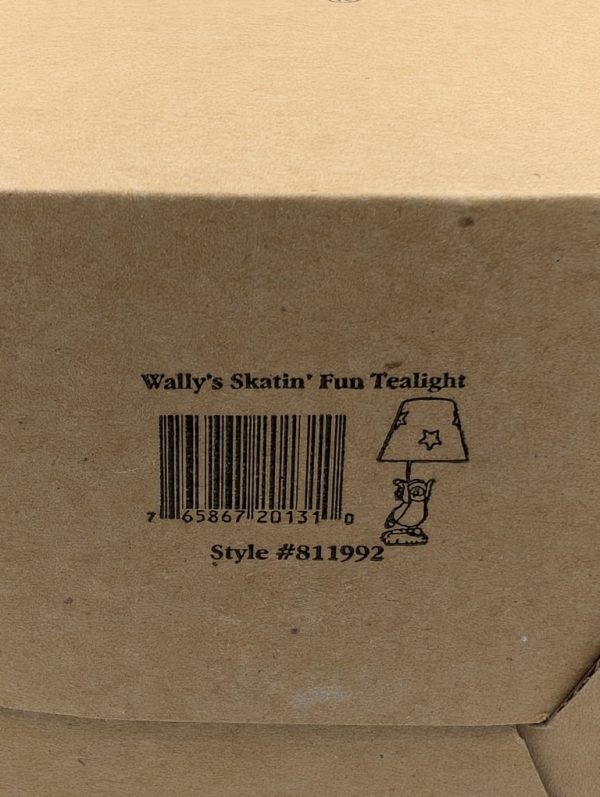 Wally's Skatin' Fun Tealight
7 65867 20131 0
Style #811992